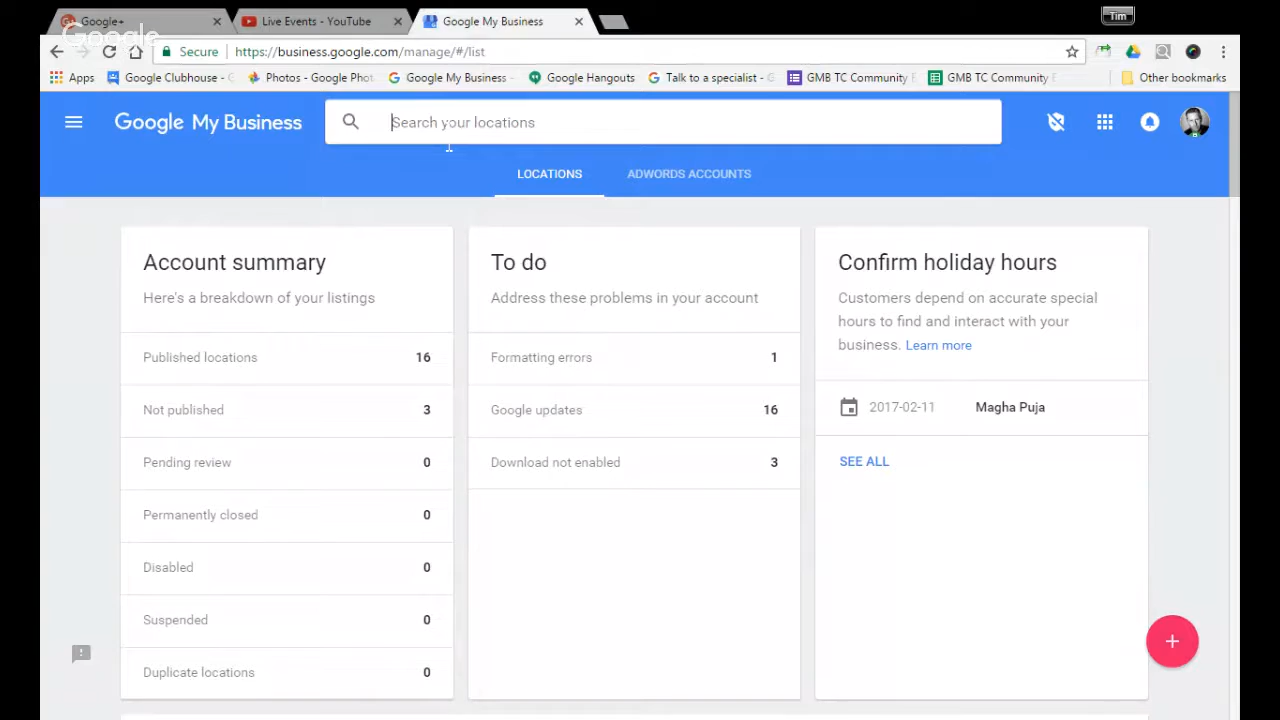 Google+
Live Events - YouTube
Google My Business
Tim
Google
Secure
https://business.google.com/manage/#/list
Apps
Google Clubhouse - G
Photos - Google Phot
Google My Business -
Google Hangouts
Talk to a specialist - G
GMB TC Community F
GMB TC Community
Other bookmarks
Google My Business
Search your locations
LOCATIONS
ADWORDS ACCOUNTS
Account summary
Here's a breakdown of your listings
Published locations 16
Not published 3
Pending review 0
Permanently closed 0
Disabled 0
Suspended 0
Duplicate locations 0
To do
Address these problems in your account
Formatting errors 1
Google updates 16
Download not enabled 3
Confirm holiday hours
Customers depend on accurate special
hours to find and interact with your
business. Learn more
2017-02-11 Magha Puja
SEE ALL